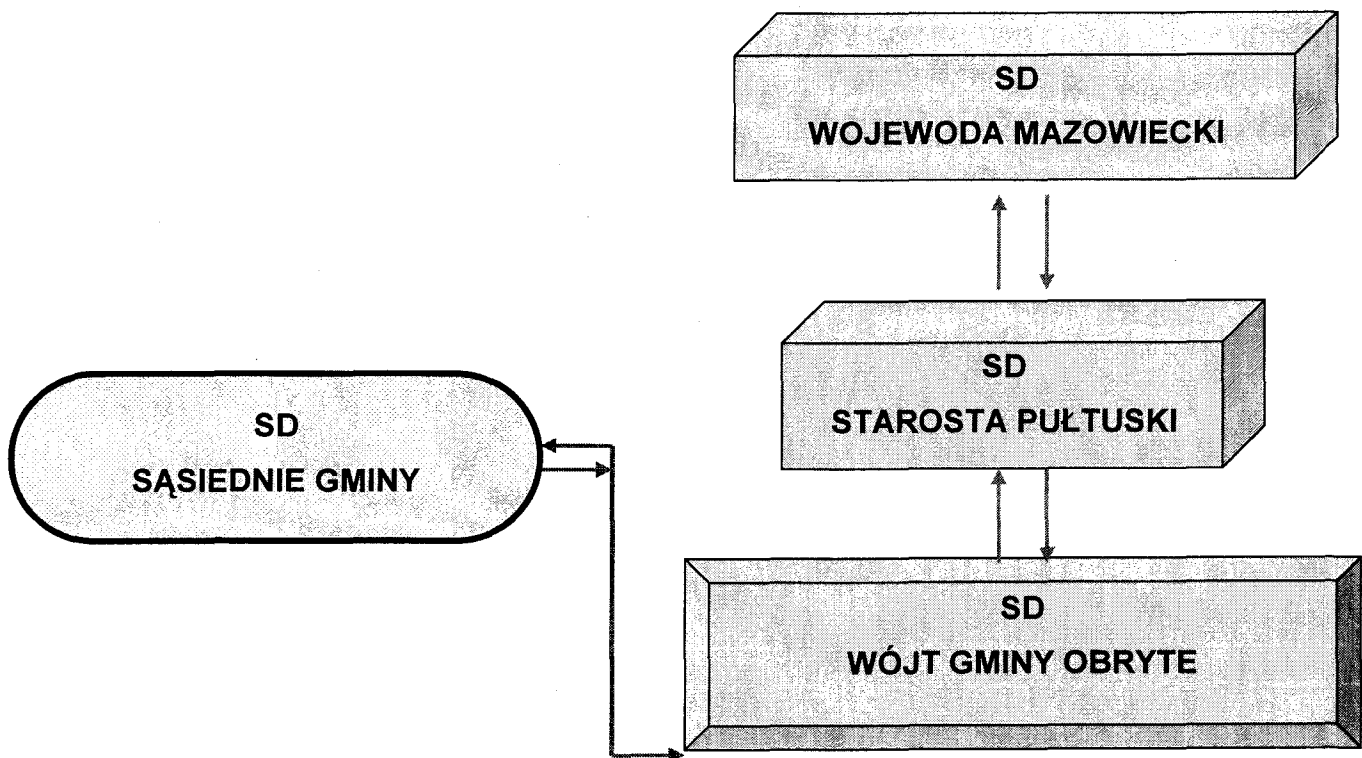 SD
WOJEWODA MAZOWIECKI
SD
STAROSTA PUŁTUSKI
SD
SĄSIEDNIE GMINY
SD
WÓJT GMINY OBRYTE